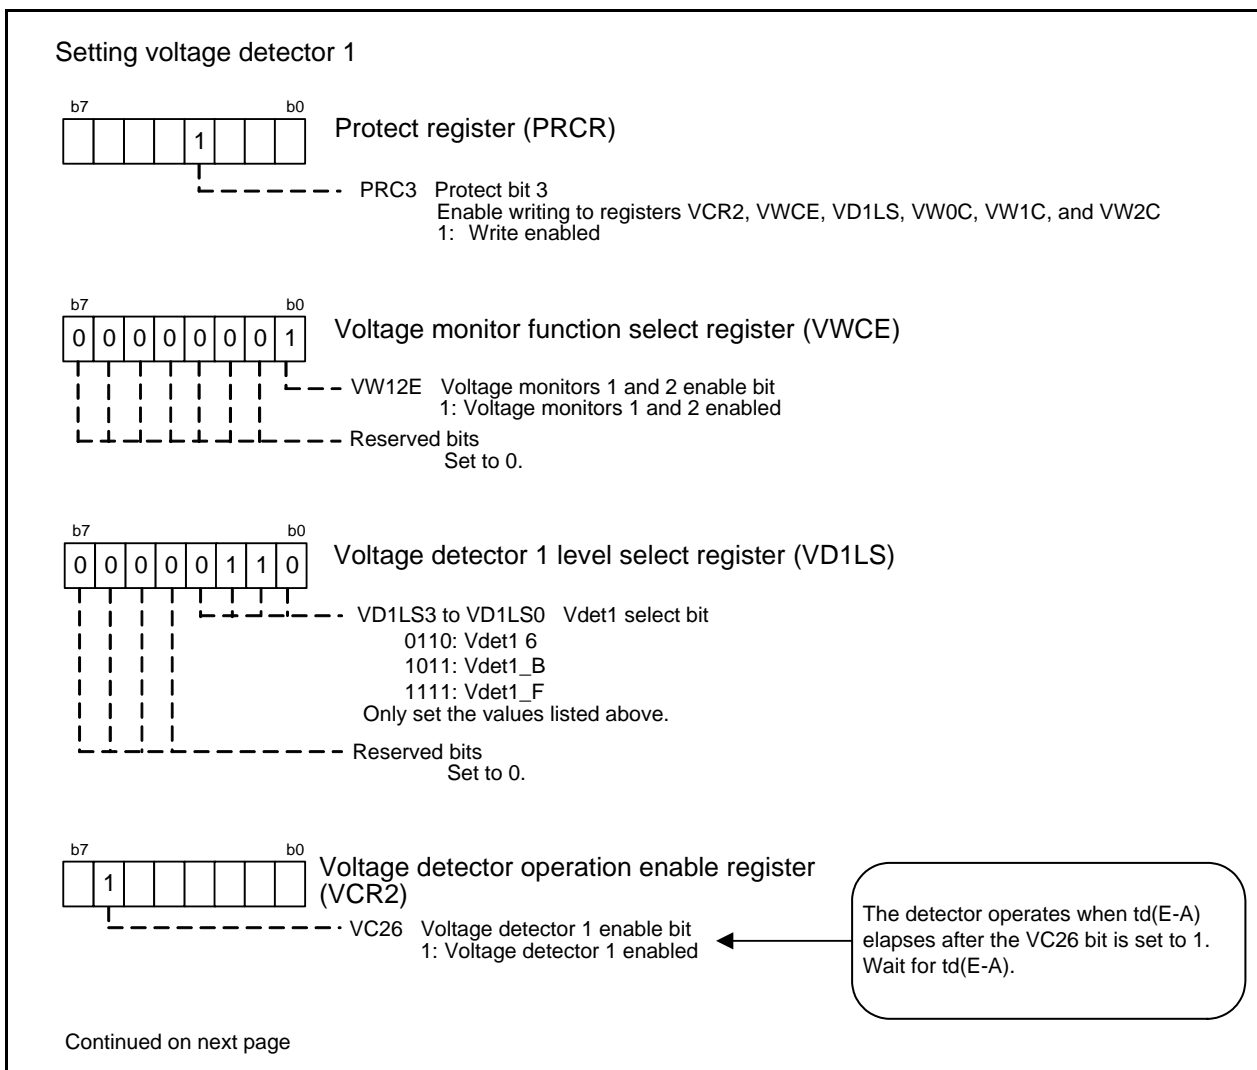 Setting voltage detector 1
b7 b0
1
Protect register (PRCR)
PRC3 Protect bit 3
Enable writing to registers VCR2, VWCE, VD1LS, VW0C, VW1C, and VW2C
1: Write enabled
b7 b0
0 0 0 0 0 0 0 1
Voltage monitor function select register (VWCE)
VW12E Voltage monitors 1 and 2 enable bit
1: Voltage monitors 1 and 2 enabled
Reserved bits
Set to 0.
b7 b0
0 0 0 0 0 1 1 0
Voltage detector 1 level select register (VD1LS)
VD1LS3 to VD1LS0 Vdet1 select bit
0110: Vdet1 6
1011: Vdet1_B
1111: Vdet1_F
Only set the values listed above.
Reserved bits
Set to 0.
b7 b0
1
Voltage detector operation enable register
(VCR2)
VC26 Voltage detector 1 enable bit
1: Voltage detector 1 enabled
The detector operates when td(E-A)
elapses after the VC26 bit is set to 1.
Wait for td(E-A).
Continued on next page